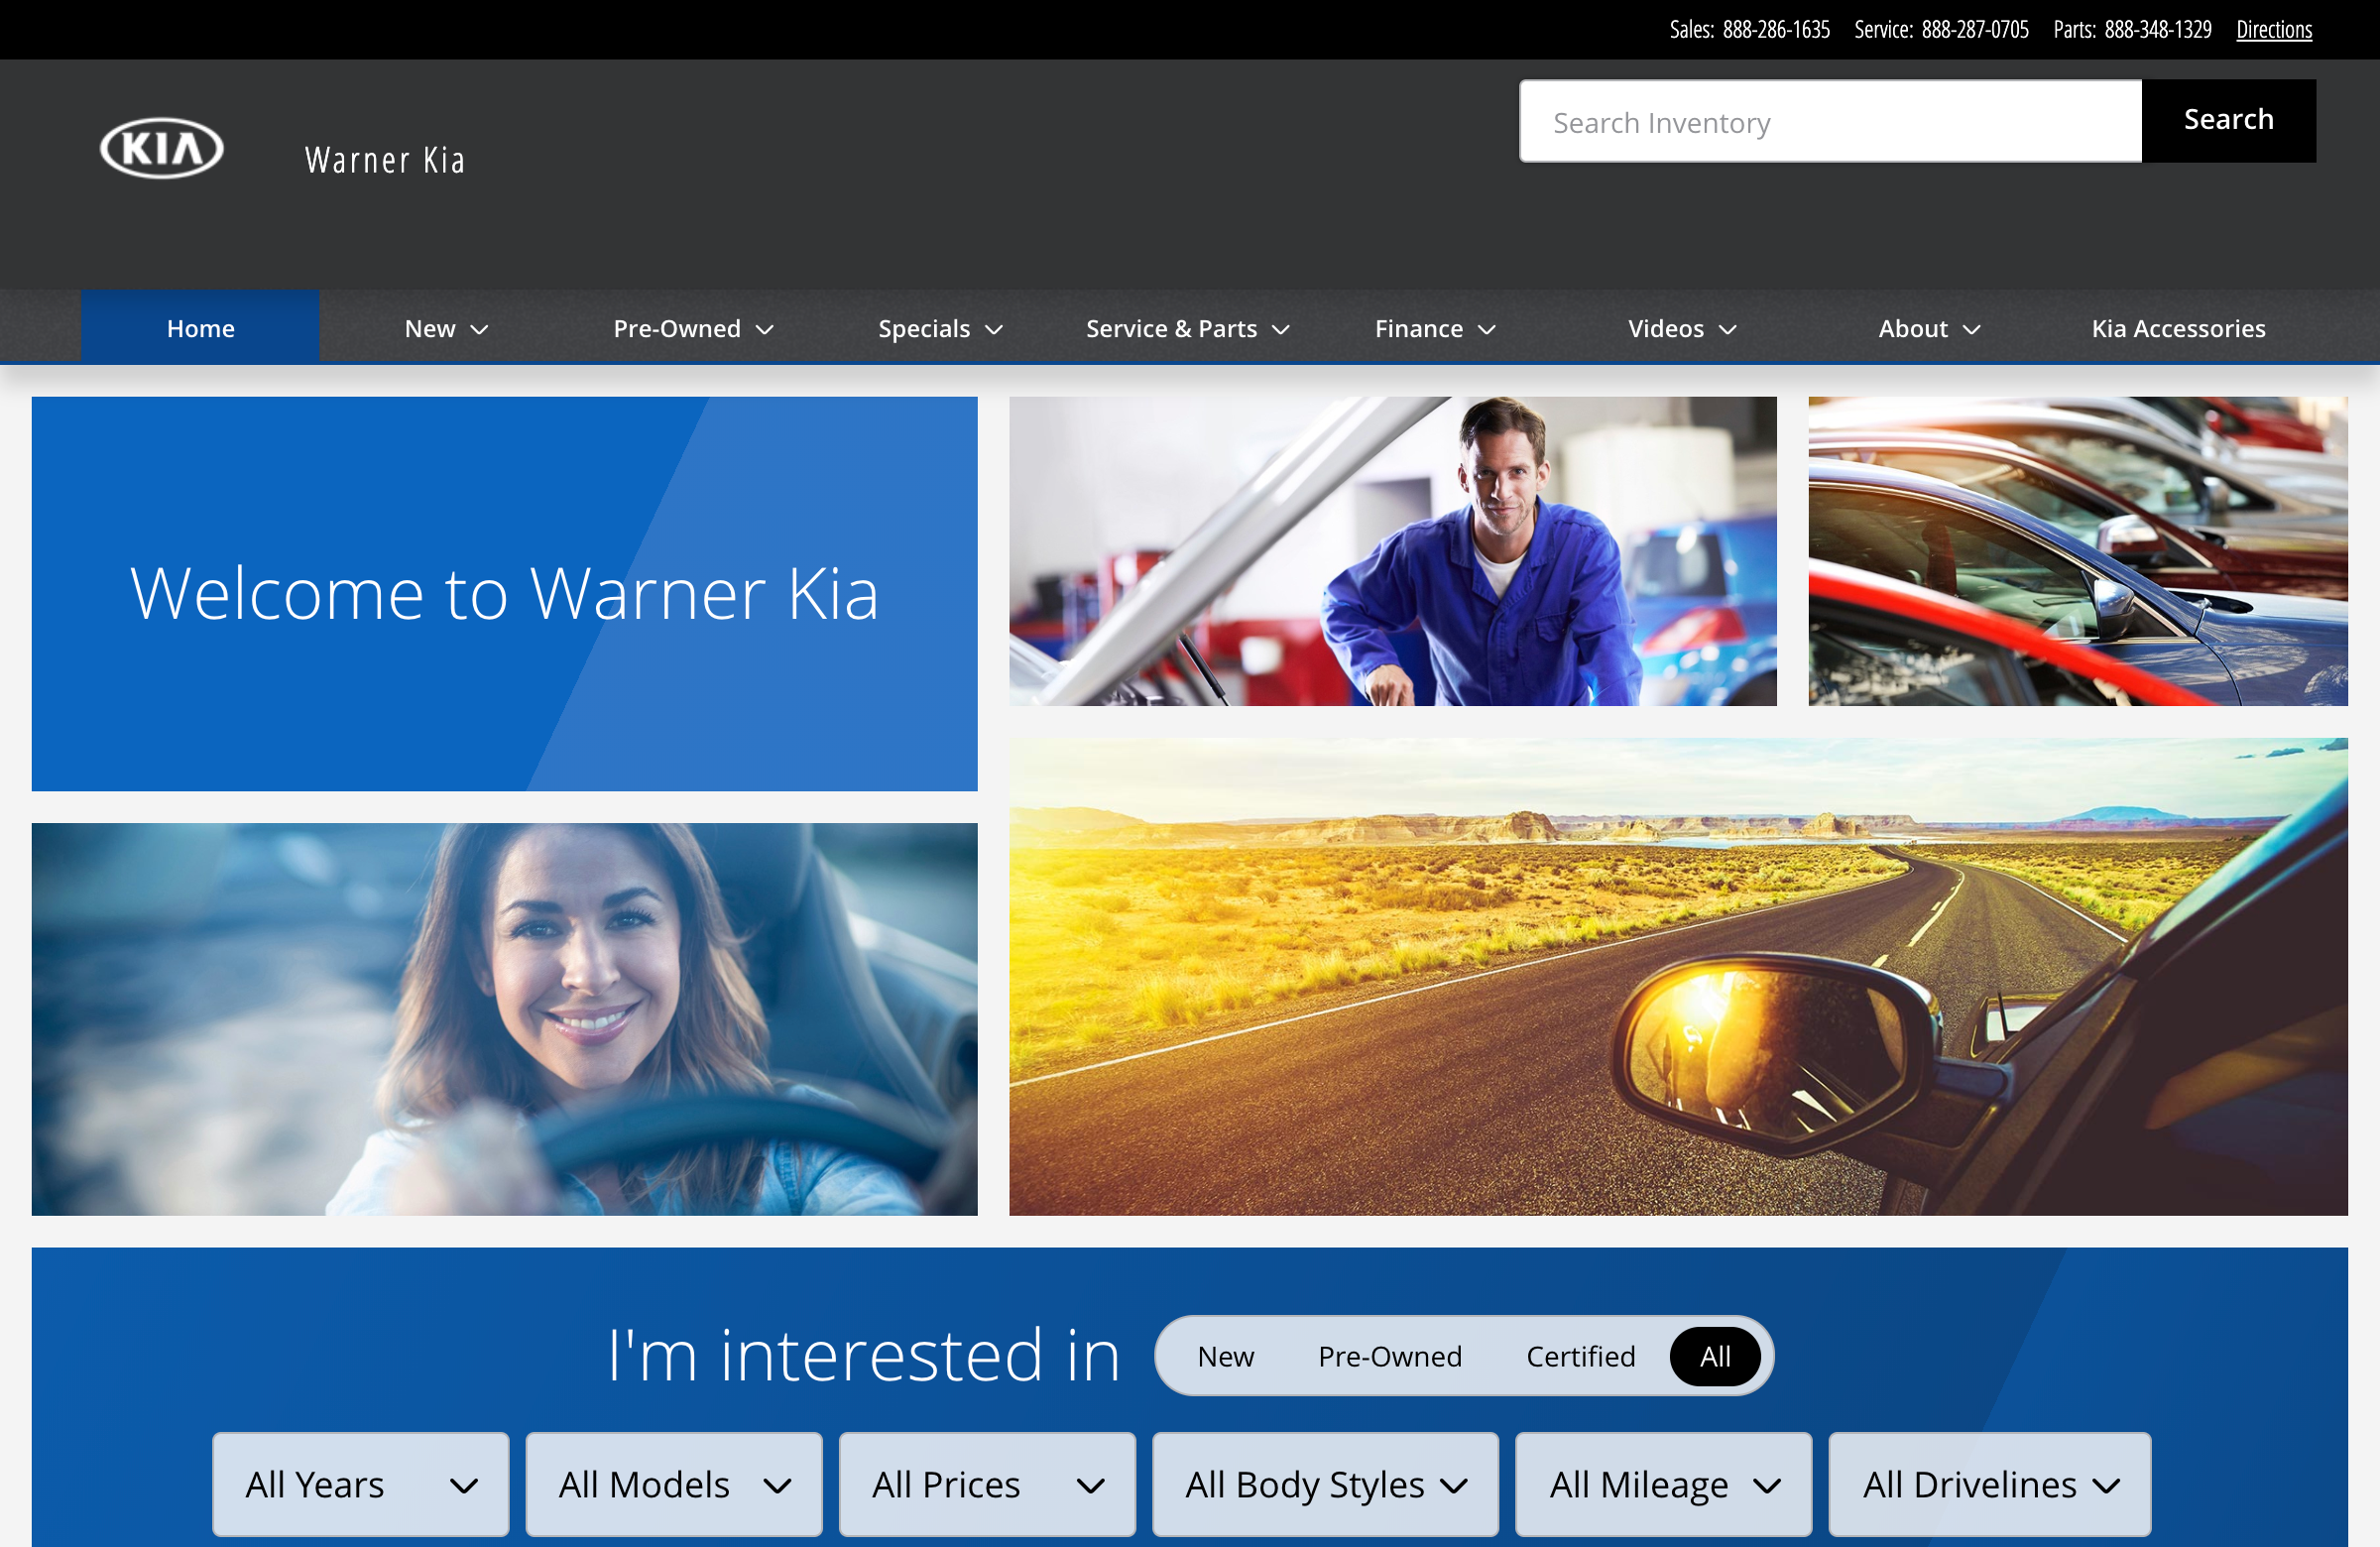 Sales: 888-286-1635 Service: 888-287-0705 Parts: 888-348-1329 Directions
KIA
Warner Kia
Search Inventory
Search
Home New Pre-Owned Specials Service & Parts Finance Videos About Kia Accessories
Welcome to Warner Kia
I'm interested in New Pre-Owned Certified All
All Years All Models All Prices All Body Styles All Mileage All Drivelines